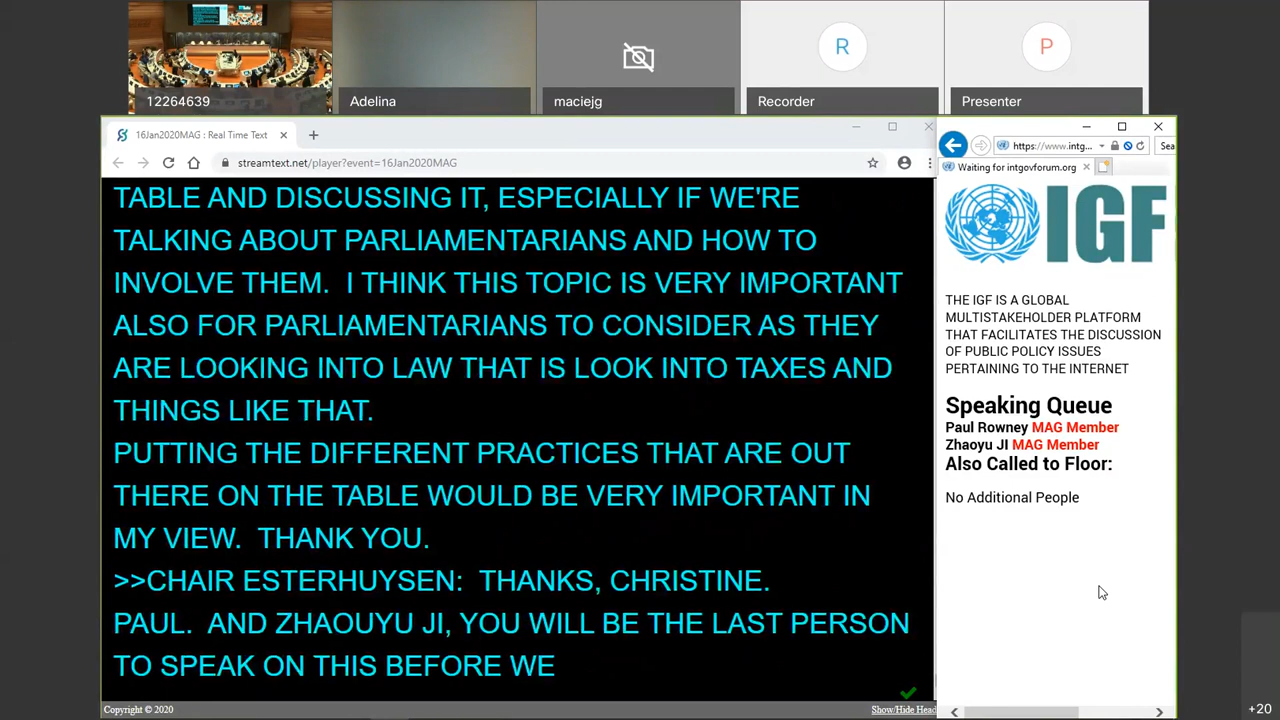 12264639
Adelina
maciejg
R
Recorder
P
Presenter
16Jan2020MAG : Real Time Text
streamtext.net/player?event=16Jan2020MAG
TABLE AND DISCUSSING IT, ESPECIALLY IF WE'RE
TALKING ABOUT PARLIAMENTARIANS AND HOW TO
INVOLVE THEM.  I THINK THIS TOPIC IS VERY IMPORTANT
ALSO FOR PARLIAMENTARIANS TO CONSIDER AS THEY
ARE LOOKING INTO LAW THAT IS LOOK INTO TAXES AND
THINGS LIKE THAT.
PUTTING THE DIFFERENT PRACTICES THAT ARE OUT
THERE ON THE TABLE WOULD BE VERY IMPORTANT IN
MY VIEW.  THANK YOU.
>>CHAIR ESTERHUYSEN:  THANKS, CHRISTINE.
PAUL.  AND ZHAOUYU JI, YOU WILL BE THE LAST PERSON
TO SPEAK ON THIS BEFORE WE
Copyright © 2020
Show/Hide Head
https://www.intg...
Sea
Waiting for intgovforum.org
IGF
THE IGF IS A GLOBAL
MULTISTAKEHOLDER PLATFORM
THAT FACILITATES THE DISCUSSION
OF PUBLIC POLICY ISSUES
PERTAINING TO THE INTERNET
Speaking Queue
Paul Rowney MAG Member
Zhaoyu JI MAG Member
Also Called to Floor:
No Additional People
+20